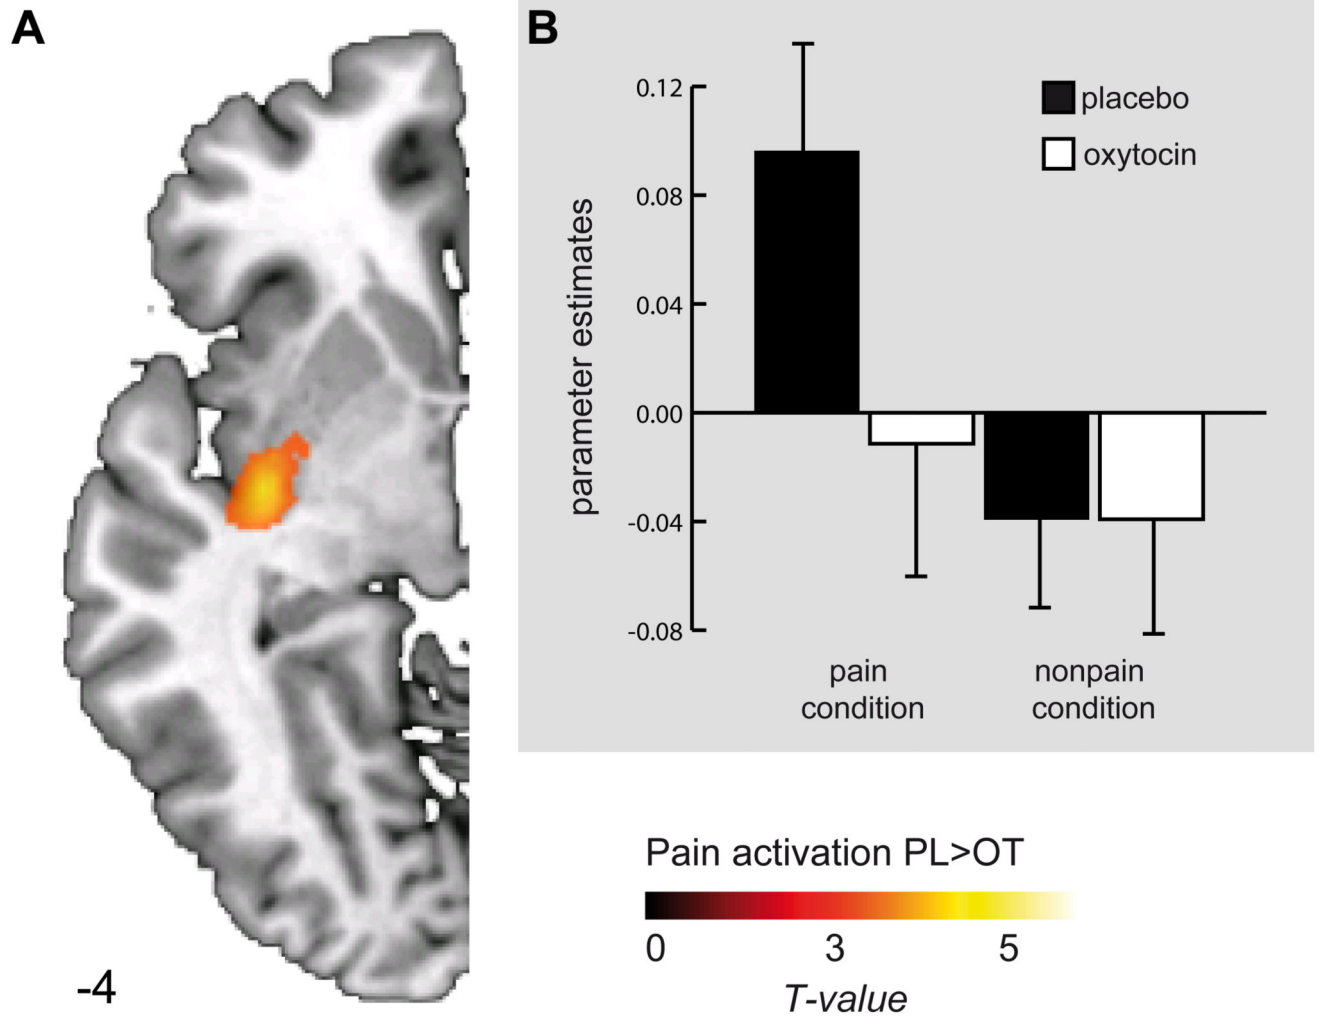 A
-4
B
placebo
oxytocin
parameter estimates
0.12
0.08
0.04
0.00
-0.04
-0.08
pain
condition
nonpain
condition
Pain activation PL>OT
0 3 5
T-value